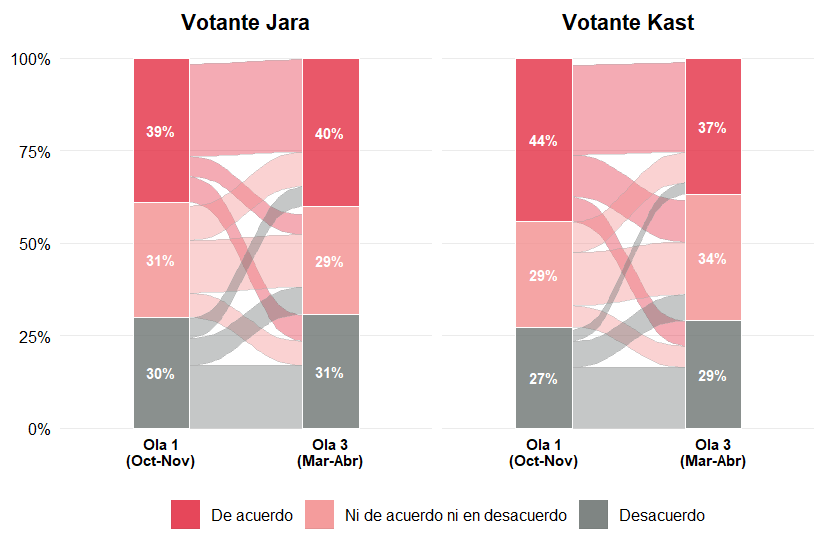 Votante Jara
Votante Kast
100%
75%
50%
25%
0%
39%
31%
30%
40%
29%
31%
44%
29%
27%
37%
34%
29%
Ola 1
(Oct-Nov)
Ola 3
(Mar-Abr)
Ola 1
(Oct-Nov)
Ola 3
(Mar-Abr)
De acuerdo
Ni de acuerdo ni en desacuerdo
Desacuerdo